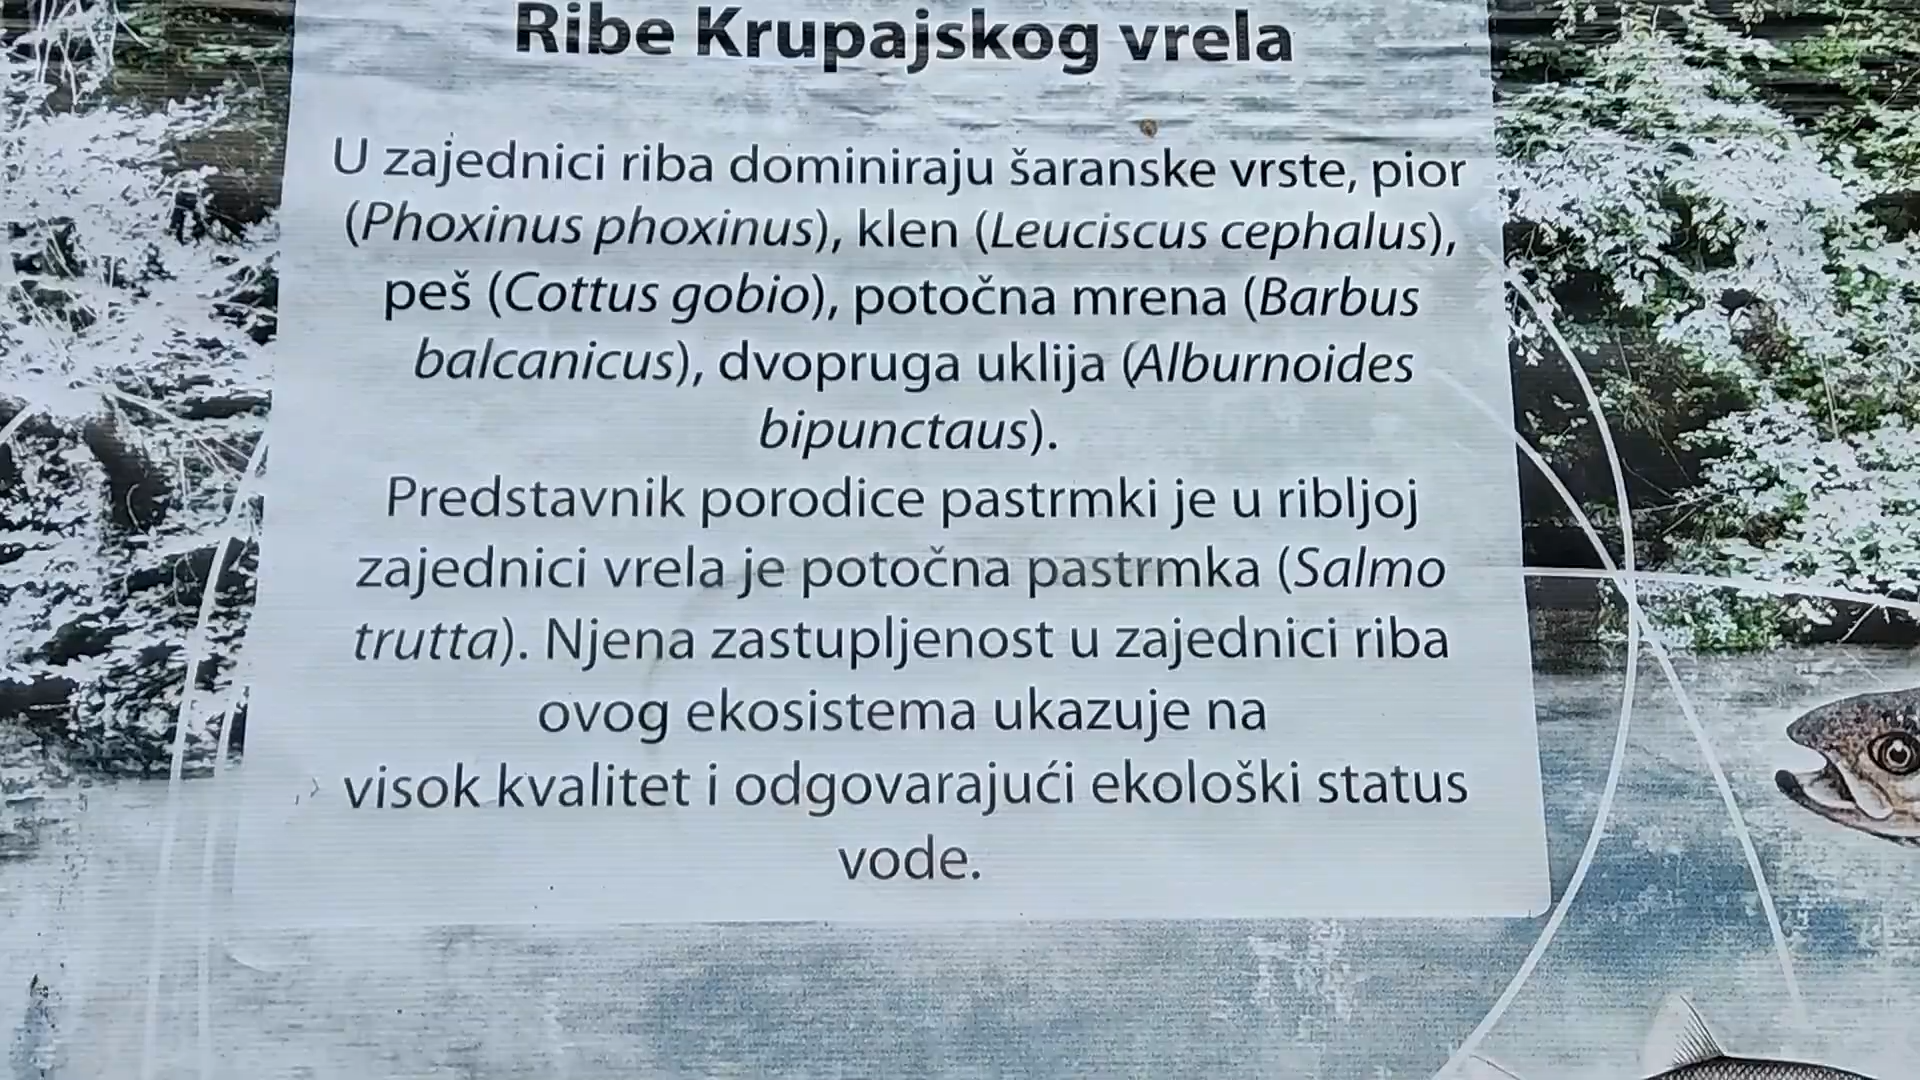 Ribe Krupajskog vrela
U zajednici riba dominiraju šaranske vrste, pior
(Phoxinus phoxinus), klen (Leuciscus cephalus),
peš (Cottus gobio), potočna mrena (Barbus
balcanicus), dvopruga uklija (Alburnoides
bipunctaus).
Predstavnik porodice pastrmki je u ribljoj
zajednici vrela je potočna pastrmka (Salmo
trutta). Njena zastupljenost u zajednici riba
ovog ekosistema ukazuje na
visok kvalitet i odgovarajući ekološki status
vode.